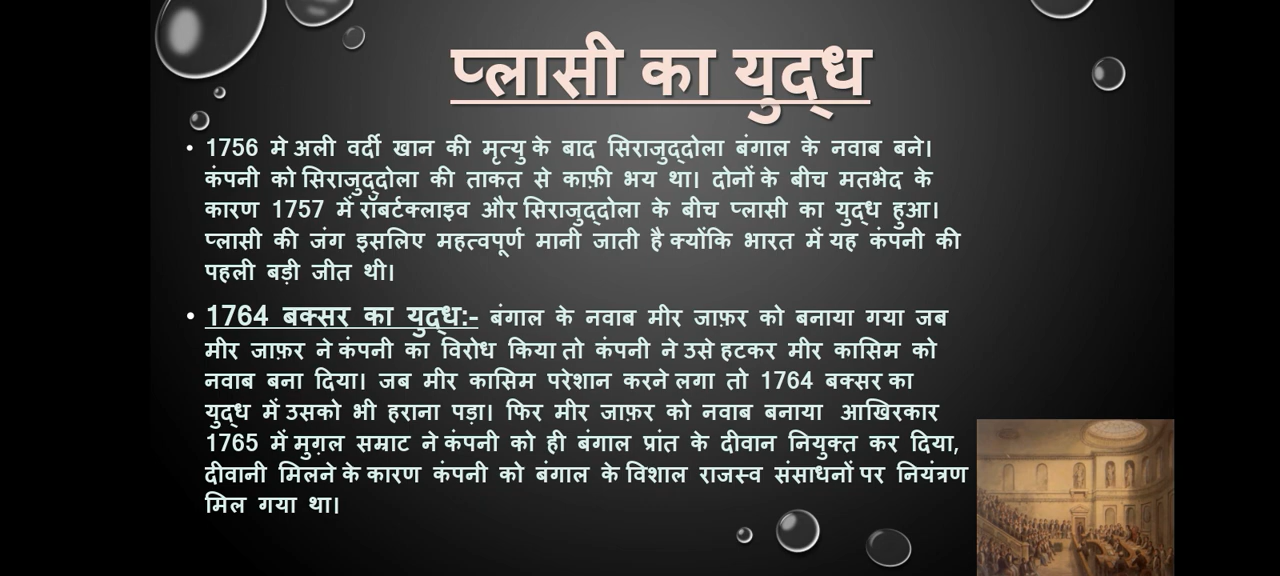 प्लासी का युद्ध
• 1756 मे अली वर्दी खान की मृत्यु के बाद सिराजुद्दोला बंगाल के नवाब बने।
कंपनी को सिराजुद्दोला की ताकत से काफ़ी भय था। दोनों के बीच मतभेद के
कारण 1757 में रॉबर्टक्लाइव और सिराजुद्दोला के बीच प्लासी का युद्ध हुआ।
प्लासी की जंग इसलिए महत्वपूर्ण मानी जाती है क्योंकि भारत में यह कंपनी की
पहली बड़ी जीत थी।
• 1764 बक्सर का युद्ध:- बंगाल के नवाब मीर जाफ़र को बनाया गया जब
मीर जाफ़र ने कंपनी का विरोध किया तो कंपनी ने उसे हटकर मीर कासिम को
नवाब बना दिया। जब मीर कासिम परेशान करने लगा तो 1764 बक्सर का
युद्ध में उसको भी हराना पड़ा। फिर मीर जाफ़र को नवाब बनाया आखिरकार
1765 में मुग़ल सम्राट ने कंपनी को ही बंगाल प्रांत के दीवान नियुक्त कर दिया,
दीवानी मिलने के कारण कंपनी को बंगाल के विशाल राजस्व संसाधनों पर नियंत्रण
मिल गया था।